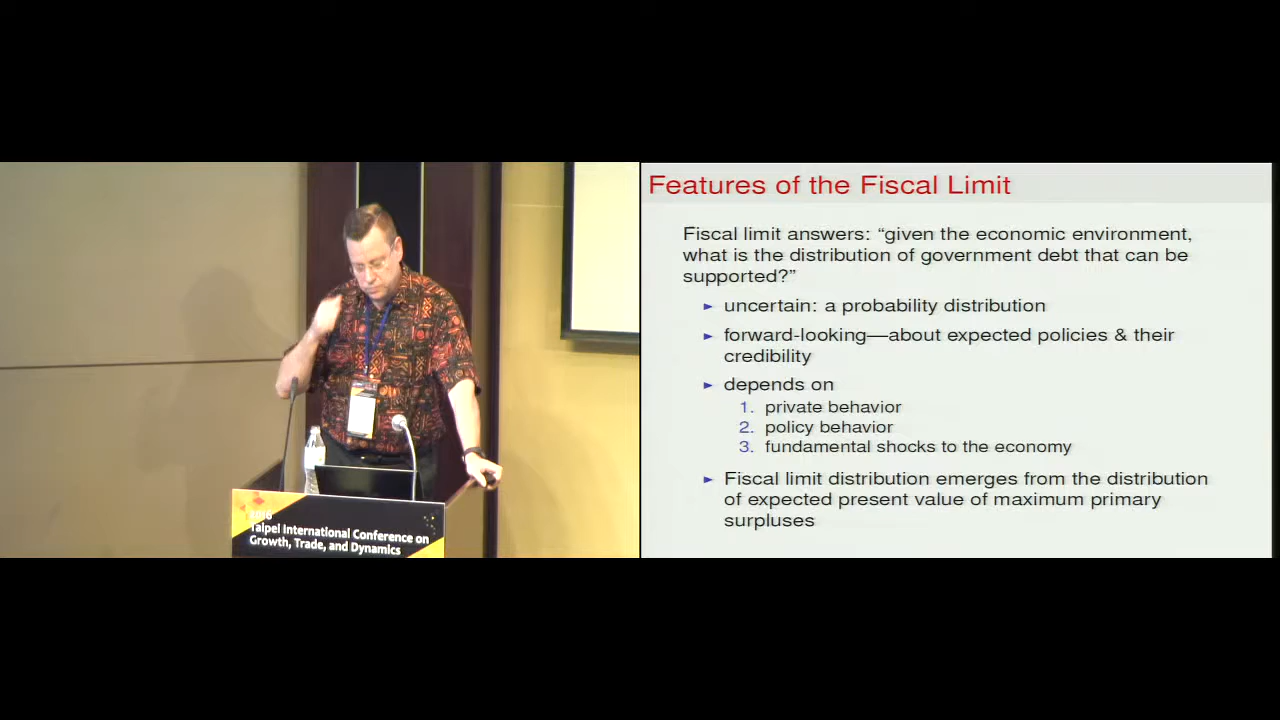 2016
Taipei International Conference on
Growth, Trade, and Dynamics
Features of the Fiscal Limit
Fiscal limit answers: “given the economic environment,
what is the distribution of government debt that can be
supported?”
► uncertain: a probability distribution
► forward-looking—about expected policies & their
credibility
► depends on
1. private behavior
2. policy behavior
3. fundamental shocks to the economy
► Fiscal limit distribution emerges from the distribution
of expected present value of maximum primary
surpluses